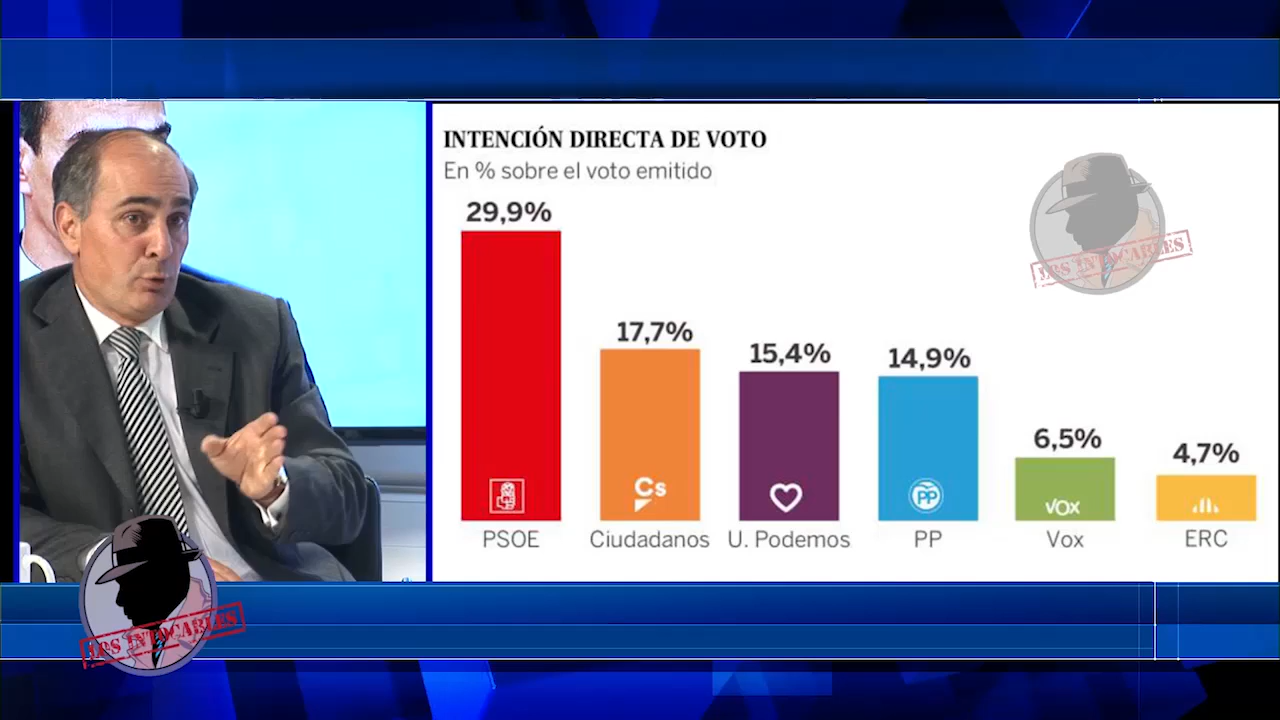 INTENCIÓN DIRECTA DE VOTO
En % sobre el voto emitido
29,9%
17,7%
15,4%
14,9%
6,5%
4,7%
Cs
PP
VOX
PSOE
Ciudadanos
U. Podemos
PP
Vox
ERC
LOS INTOCABLES
LOS INTOCABLES